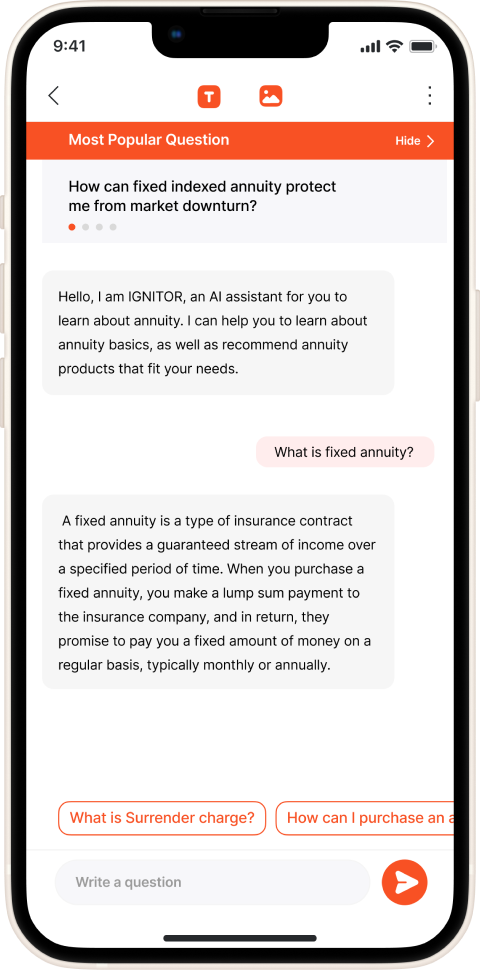 9:41
T
Most Popular Question
Hide
How can fixed indexed annuity protect
me from market downturn?
Hello, I am IGNITOR, an AI assistant for you to
learn about annuity. I can help you to learn about
annuity basics, as well as recommend annuity
products that fit your needs.
What is fixed annuity?
A fixed annuity is a type of insurance contract
that provides a guaranteed stream of income over
a specified period of time. When you purchase a
fixed annuity, you make a lump sum payment to
the insurance company, and in return, they
promise to pay you a fixed amount of money on a
regular basis, typically monthly or annually.
What is Surrender charge?
How can I purchase an a
Write a question